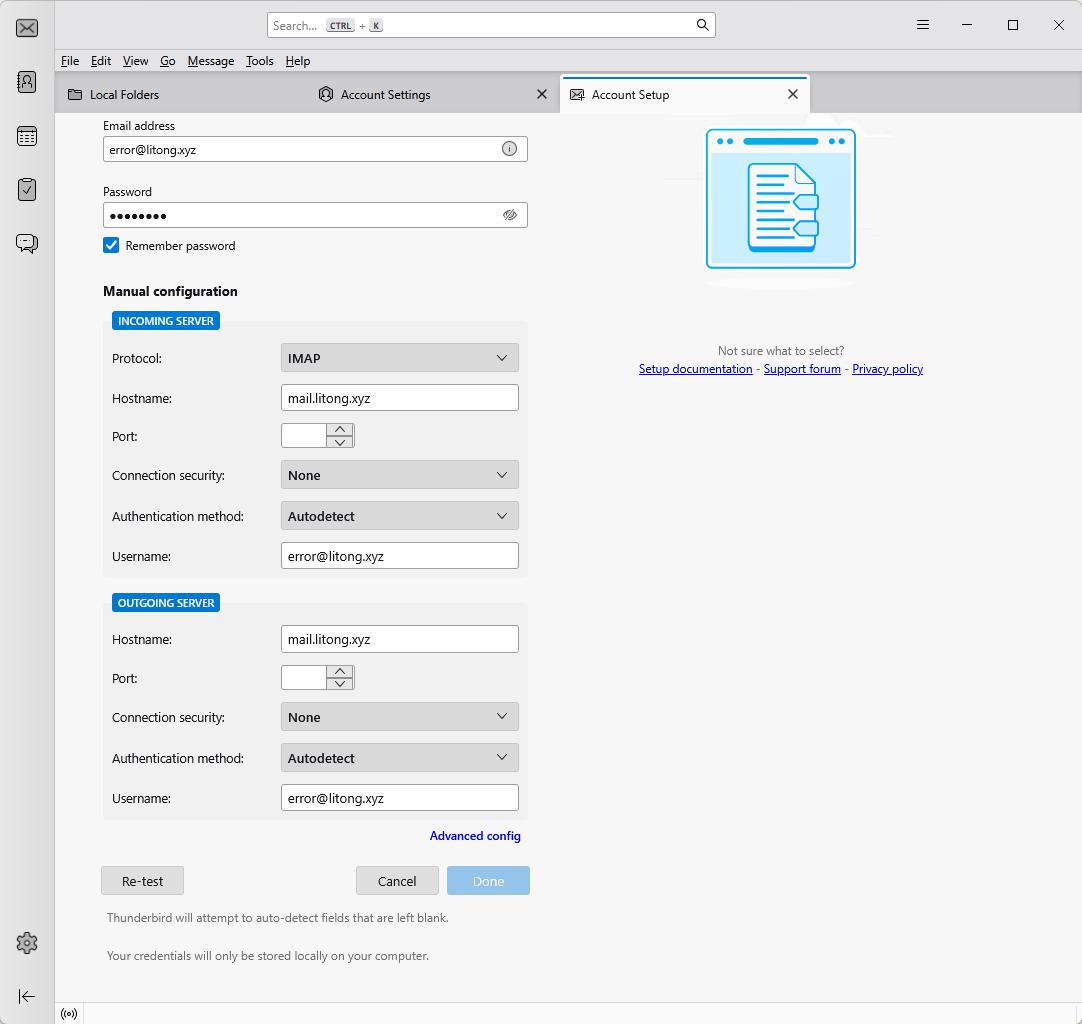 Search... CTRL + K
File Edit View Go Message Tools Help
Local Folders Account Settings Account Setup
Email address
error@litong.xyz
Password
●●●●●●●●
Remember password
Manual configuration
INCOMING SERVER
Protocol: IMAP
Hostname: mail.litong.xyz
Port:
Connection security: None
Authentication method: Autodetect
Username: error@litong.xyz
OUTGOING SERVER
Hostname: mail.litong.xyz
Port:
Connection security: None
Authentication method: Autodetect
Username: error@litong.xyz
Advanced config
Re-test Cancel Done
Thunderbird will attempt to auto-detect fields that are left blank.
Your credentials will only be stored locally on your computer.
Not sure what to select?
Setup documentation - Support forum - Privacy policy